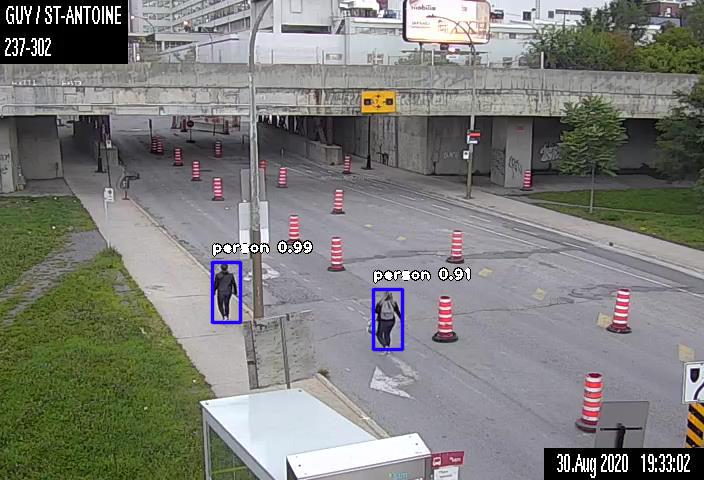 GUY / ST-ANTOINE
237-302
person 0.99
person 0.91
30.Aug 2020 19:33:02